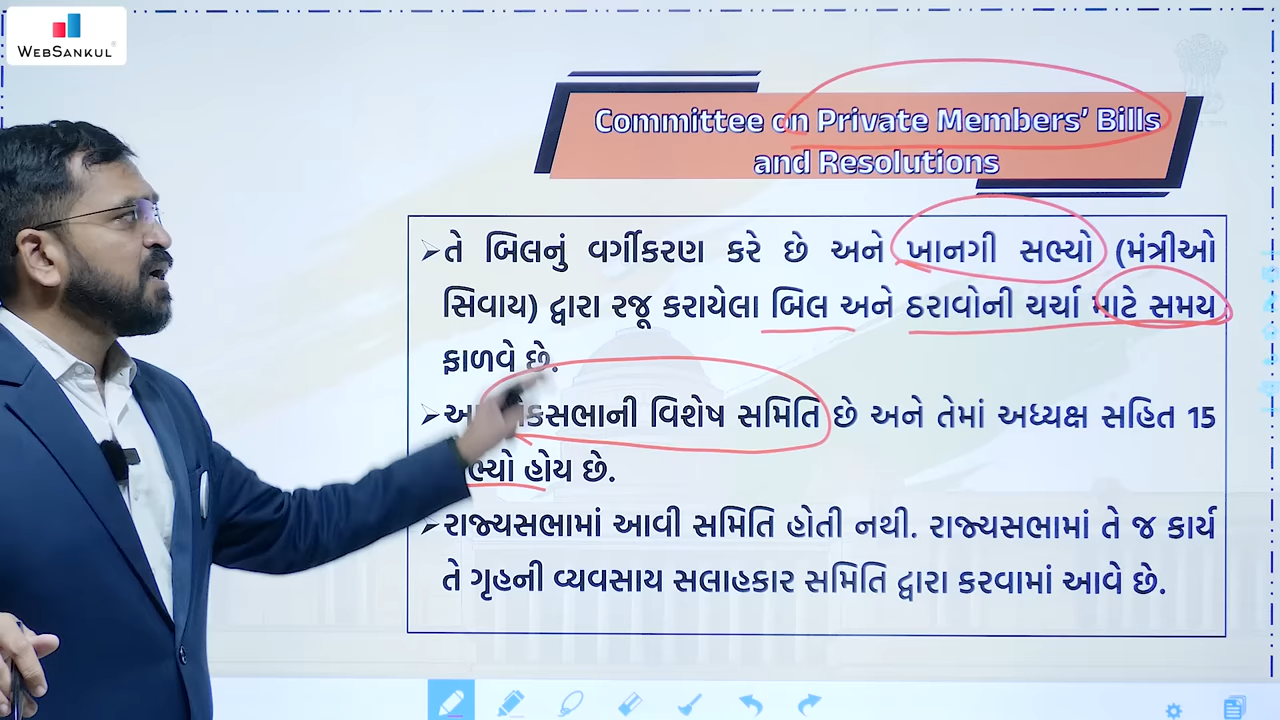 WEBSANKUL
Committee on Private Members' Bills
and Resolutions
તે બિલનું વર્ગીકરણ કરે છે અને ખાનગી સભ્યો (મંત્રીઓ
સિવાય) દ્વારા રજૂ કરાયેલા બિલ અને ઠરાવોની ચર્ચા માટે સમય
ફાળવે છે.
વિશેષ સમિતિ છે અને તેમાં અધ્યક્ષ સહિત 15
હોય છે.
રાજ્યસભામાં આવી સમિતિ હોતી નથી. રાજ્યસભામાં તે જ કાર્ય
તે ગૃહની વ્યવસાય સલાહકાર સમિતિ દ્વારા કરવામાં આવે છે.